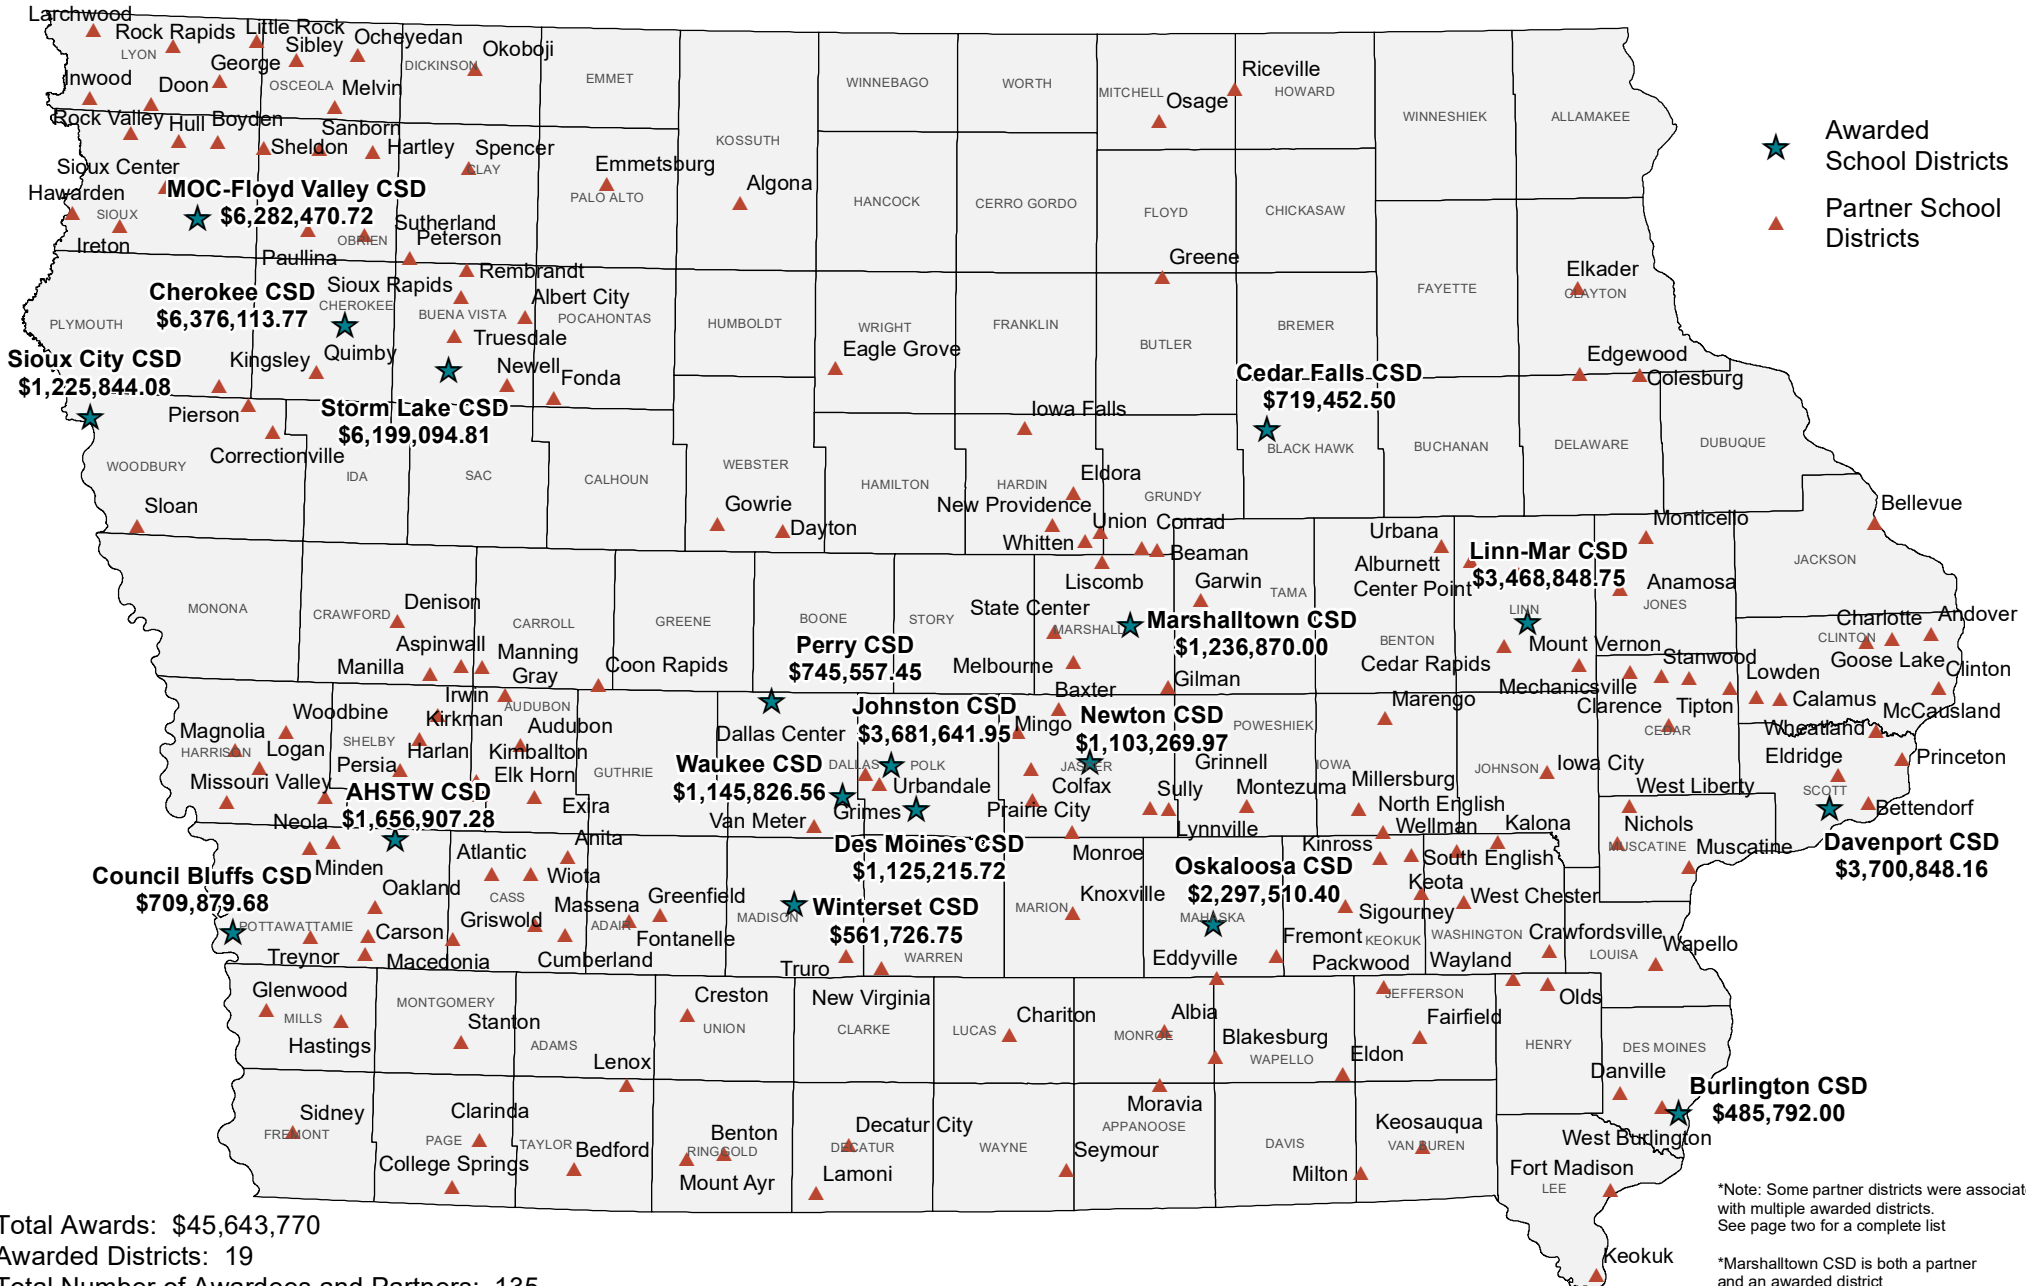 Larchwood
Rock Rapids
Little Rock
Ocheyedan
Sibley
Okoboji
LYON
George
DICKINSON
Inwood
Doon
OSCEOLA
Melvin
EMMET
WINNEBAGO
WORTH
MITCHELL
Osage
Riceville
HOWARD
WINNESHIEK
ALLAMAKEE
Awarded
School Districts
Partner School
Districts
Rock Valley
Hull
Boyden
Sanborn
Sheldon
Hartley
Spencer
CLAY
Emmetsburg
PALO ALTO
KOSSUTH
Algona
HANCOCK
CERRO GORDO
FLOYD
CHICKASAW
Sioux Center
Hawarden
SIOUX
Ireton
MOC-Floyd Valley CSD
$6,282,470.72
Sutherland
OBRIEN
Peterson
Paullina
Rembrandt
Sioux Rapids
Albert City
Greene
Elkader
CLAYTON
FAYETTE
Cherokee CSD
$6,376,113.77
CHEROKEE
BUENA VISTA
POCAHONTAS
PLYMOUTH
HUMBOLDT
WRIGHT
FRANKLIN
BUTLER
BREMER
Truesdale
Eagle Grove
Sioux City CSD
$1,225,844.08
Kingsley
Quimby
Newell
Fonda
Edgewood
Colesburg
Cedar Falls CSD
$719,452.50
Pierson
Storm Lake CSD
$6,199,094.81
Iowa Falls
BLACK HAWK
BUCHANAN
DELAWARE
DUBUQUE
Correctionville
WOODBURY
IDA
SAC
CALHOUN
WEBSTER
HAMILTON
HARDIN
Eldora
GRUNDY
Sloan
Gowrie
Dayton
New Providence
Union
Conrad
Whitten
Beaman
Liscomb
Garwin
TAMA
Urbana
Alburnett
Center Point
Linn-Mar CSD
$3,468,848.75
Monticello
Bellevue
JACKSON
Anamosa
JONES
LINN
MONONA
CRAWFORD
Denison
CARROLL
GREENE
BOONE
STORY
State Center
MARSHALL
Marshalltown CSD
$1,236,870.00
BENTON
Cedar Rapids
Mount Vernon
Charlotte
Andover
CLINTON
Goose Lake
Clinton
Aspinwall
Manilla
Manning
Gray
Coon Rapids
Perry CSD
$745,557.45
Melbourne
Gilman
Stanwood
Lowden
Mechanicsville
Clarence
Tipton
Calamus
McCausland
Wheatland
CEDAR
Irwin
Kirkman
AUDUBON
Audubon
Baxter
Marengo
Magnolia
HARRISON
Woodbine
Logan
SHELBY
Harlan
Kimballton
Elk Horn
Persia
GUTHRIE
Dallas Center
Johnston CSD
$3,681,641.95
Mingo
Newton CSD
$1,103,269.97
POWESHIEK
Grinnell
IOWA
JOHNSON
Iowa City
Eldridge
Princeton
Missouri Valley
Waukee CSD
$1,145,826.56
DALLAS
POLK
Urbandale
JASPER
Colfax
Sully
Montezuma
Millersburg
West Liberty
SCOTT
Bettendorf
AHSTW CSD
$1,656,907.28
Exira
Van Meter
Grimes
Prairie City
Lynnville
North English
Wellman
Kalona
Nichols
MUSCATINE
Muscatine
Davenport CSD
$3,700,848.16
Neola
Minden
Atlantic
Anita
Wiota
Des Moines CSD
$1,125,215.72
Monroe
Kinross
South English
Oskaloosa CSD
$2,297,510.40
Council Bluffs CSD
$709,879.68
POTTAWATTAMIE
Oakland
CASS
Griswold
Massena
Greenfield
ADAIR
Fontanelle
MADISON
Winterset CSD
$561,726.75
WARREN
MARION
Knoxville
MAHASKA
Keota
Sigourney
West Chester
KEOKUK
WASHINGTON
Crawfordsville
LOUISA
Wapello
Treynor
Carson
Macedonia
Cumberland
Truro
Eddyville
Fremont
Packwood
Wayland
Glenwood
MILLS
Hastings
MONTGOMERY
Stanton
ADAMS
Creston
UNION
New Virginia
CLARKE
LUCAS
Chariton
MONROE
Albia
Blakesburg
WAPELLO
Eldon
JEFFERSON
Fairfield
Olds
HENRY
DES MOINES
Danville
Lenox
Burlington CSD
$485,792.00
West Burlington
Sidney
FREMONT
Clarinda
PAGE
College Springs
TAYLOR
Bedford
Benton
RINGGOLD
Mount Ayr
Decatur City
DECATUR
Lamoni
WAYNE
Seymour
Moravia
APPANOOSE
DAVIS
Milton
Keosauqua
VAN BUREN
Fort Madison
LEE
Keokuk
Total Awards: $45,643,770
Awarded Districts: 19
Total Number of Awardees and Partners: 135
*Note: Some partner districts were associate
with multiple awarded districts.
See page two for a complete list
*Marshalltown CSD is both a partner
and an awarded district